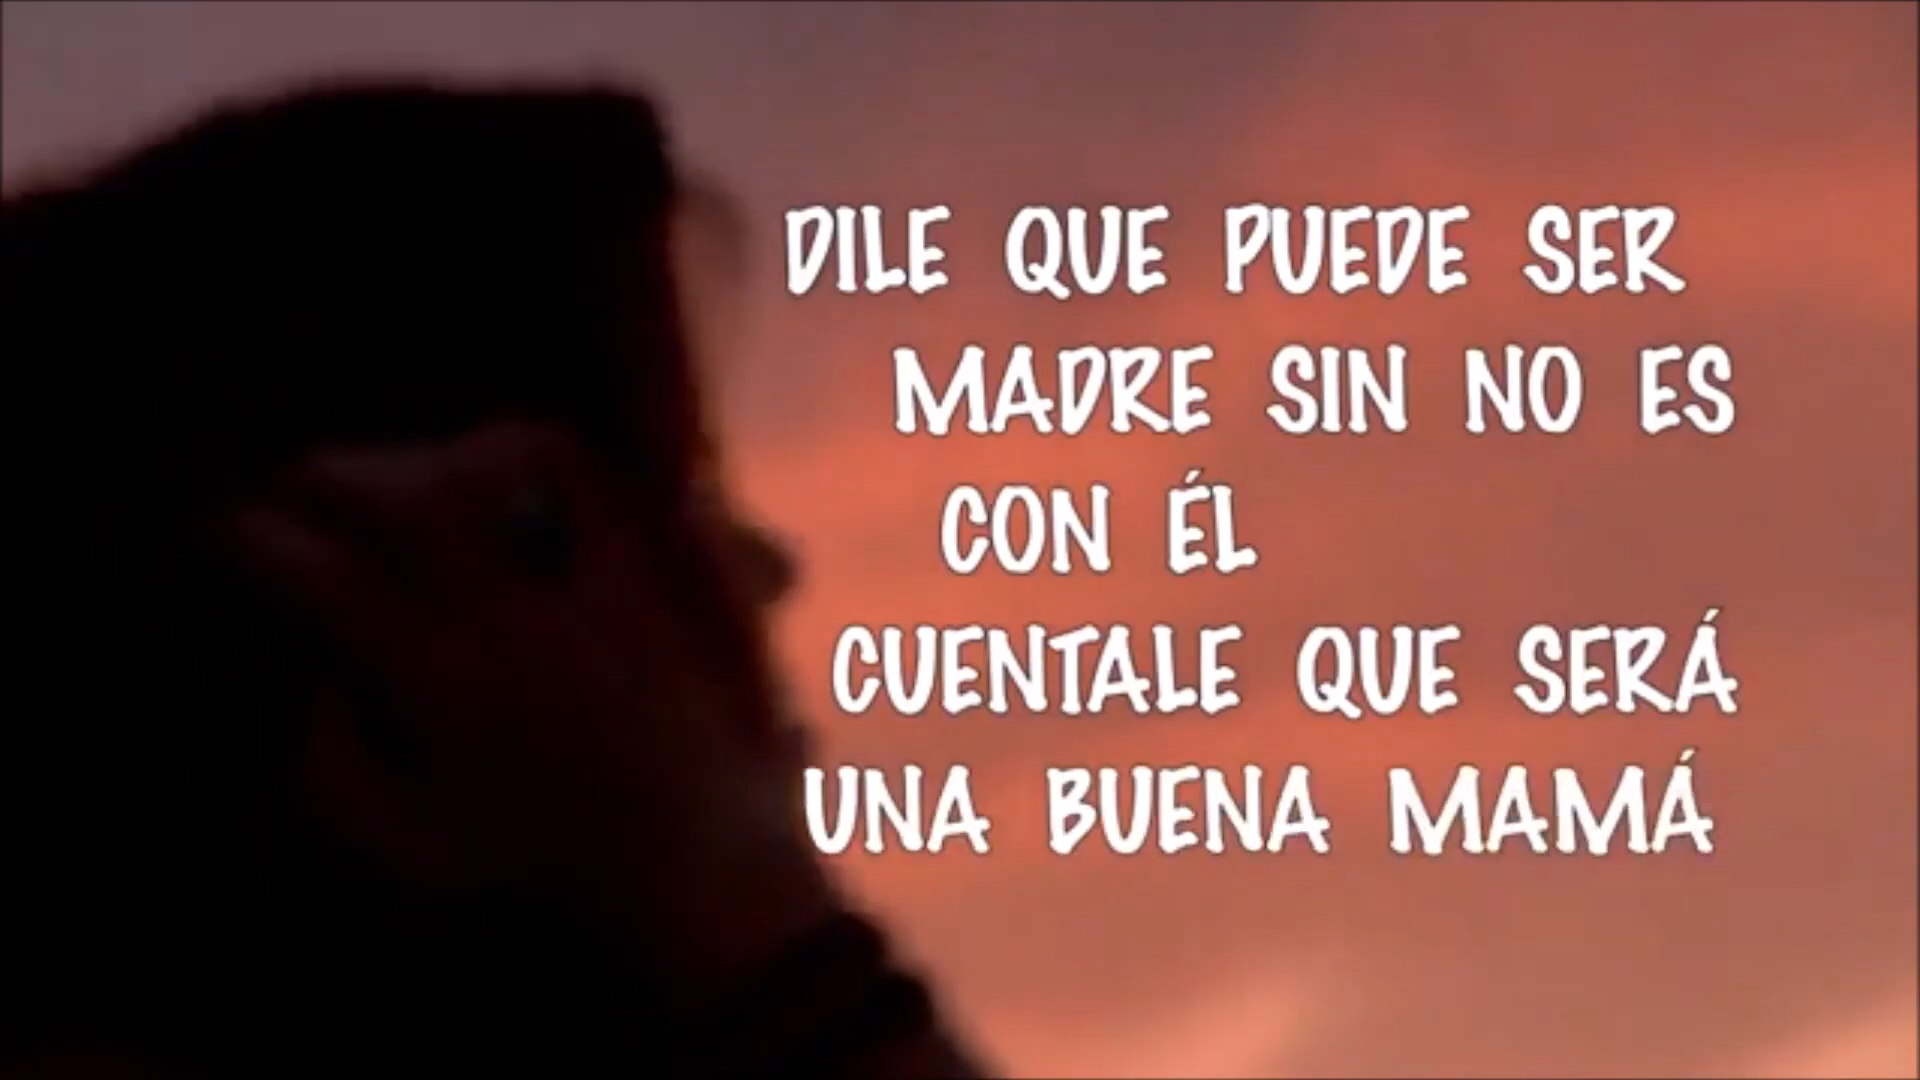 DILE QUE PUEDE SER
MADRE SIN NO ES
CON ÉL
CUENTALE QUE SERÁ
UNA BUENA MAMÁ